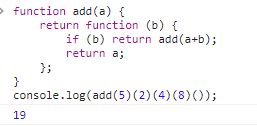 > function add(a) {
    return function (b) {
        if (b) return add(a+b);
        return a;
    };
}
console.log(add(5)(2)(4)(8)());
19